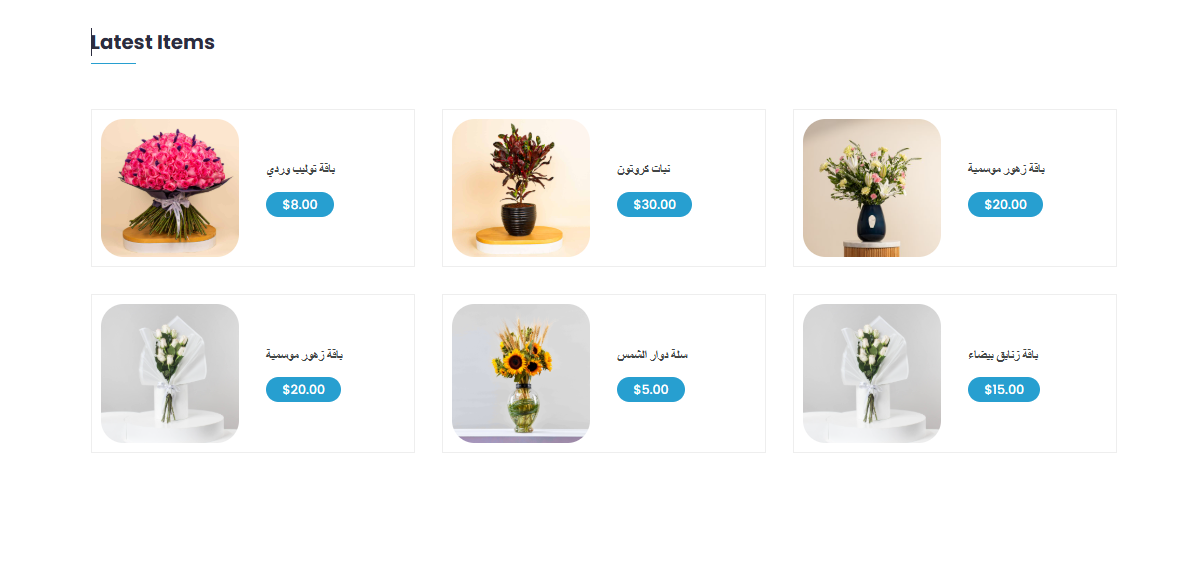 Latest Items
باقة توليب وردي
$8.00
نبات كروتون
$30.00
باقة زهور موسمية
$20.00
باقة زهور موسمية
$20.00
سلة دوار الشمس
$5.00
باقة زنابق بيضاء
$15.00